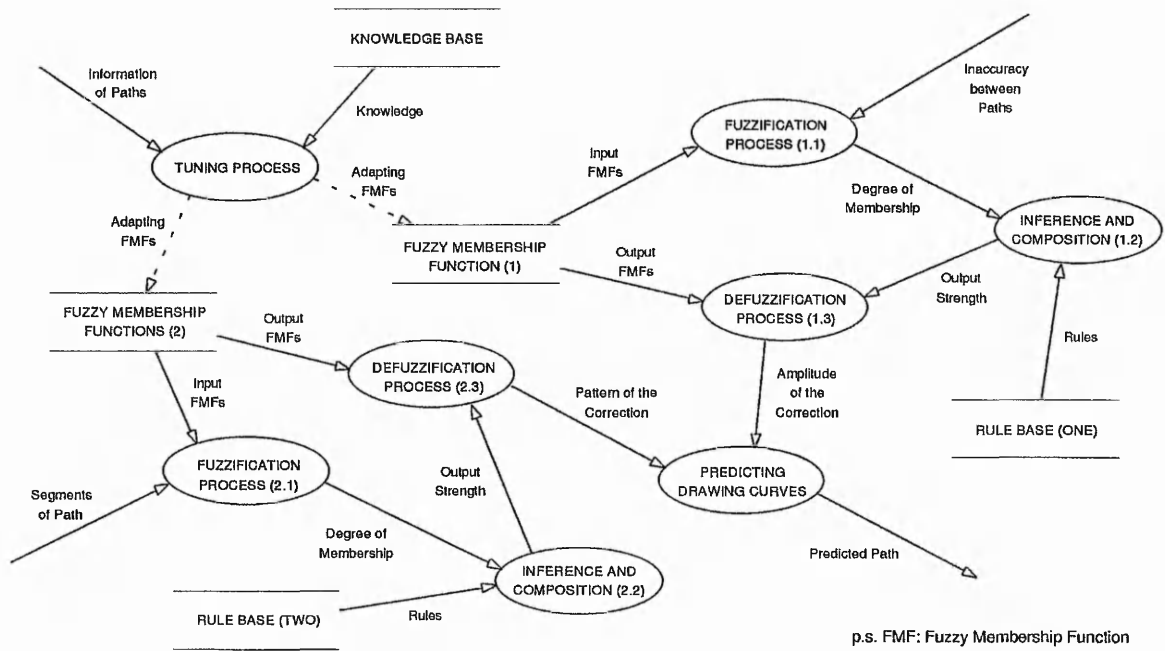 KNOWLEDGE BASE
Information
of Paths
Knowledge
Inaccuracy
between
Paths
TUNING PROCESS
FUZZIFICATION
PROCESS (1.1)
Adapting
FMFs
Input
FMFs
Degree of
Membership
Adapting
FMFs
FUZZY MEMBERSHIP
FUNCTION (1)
INFERENCE AND
COMPOSITION (1.2)
Output
FMFs
Output
Strength
DEFUZZIFICATION
PROCESS (1.3)
Rules
FUZZY MEMBERSHIP
FUNCTIONS (2)
Output
FMFs
DEFUZZIFICATION
PROCESS (2.3)
Amplitude
of the
Correction
Input
FMFs
Pattern of the
Correction
RULE BASE (ONE)
FUZZIFICATION
PROCESS (2.1)
Output
Strength
PREDICTING
DRAWING CURVES
Segments
of Path
Degree of
Membership
Predicted Path
INFERENCE AND
COMPOSITION (2.2)
RULE BASE (TWO)
Rules
p.s. FMF: Fuzzy Membership Function